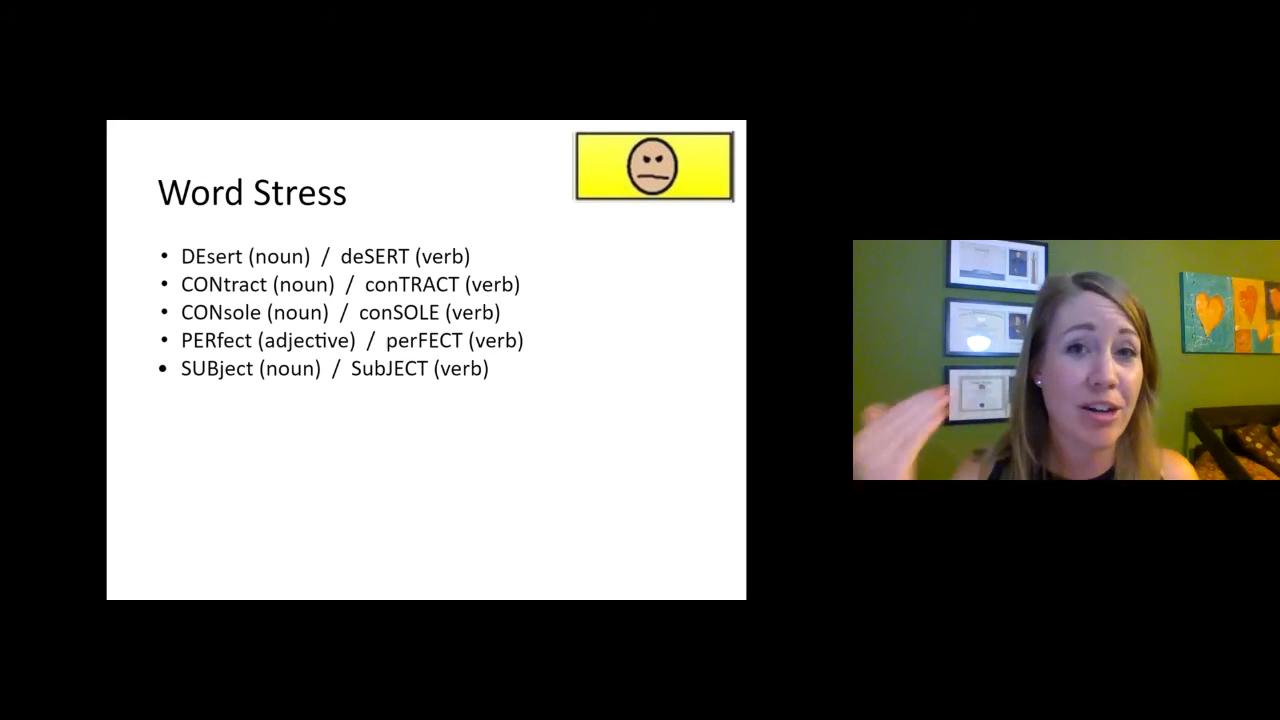 Word Stress
• DEsert (noun) / deSERT (verb)
• CONtract (noun) / conTRACT (verb)
• CONsole (noun) / conSOLE (verb)
• PERfect (adjective) / perFECT (verb)
• SUBject (noun) / SubJECT (verb)